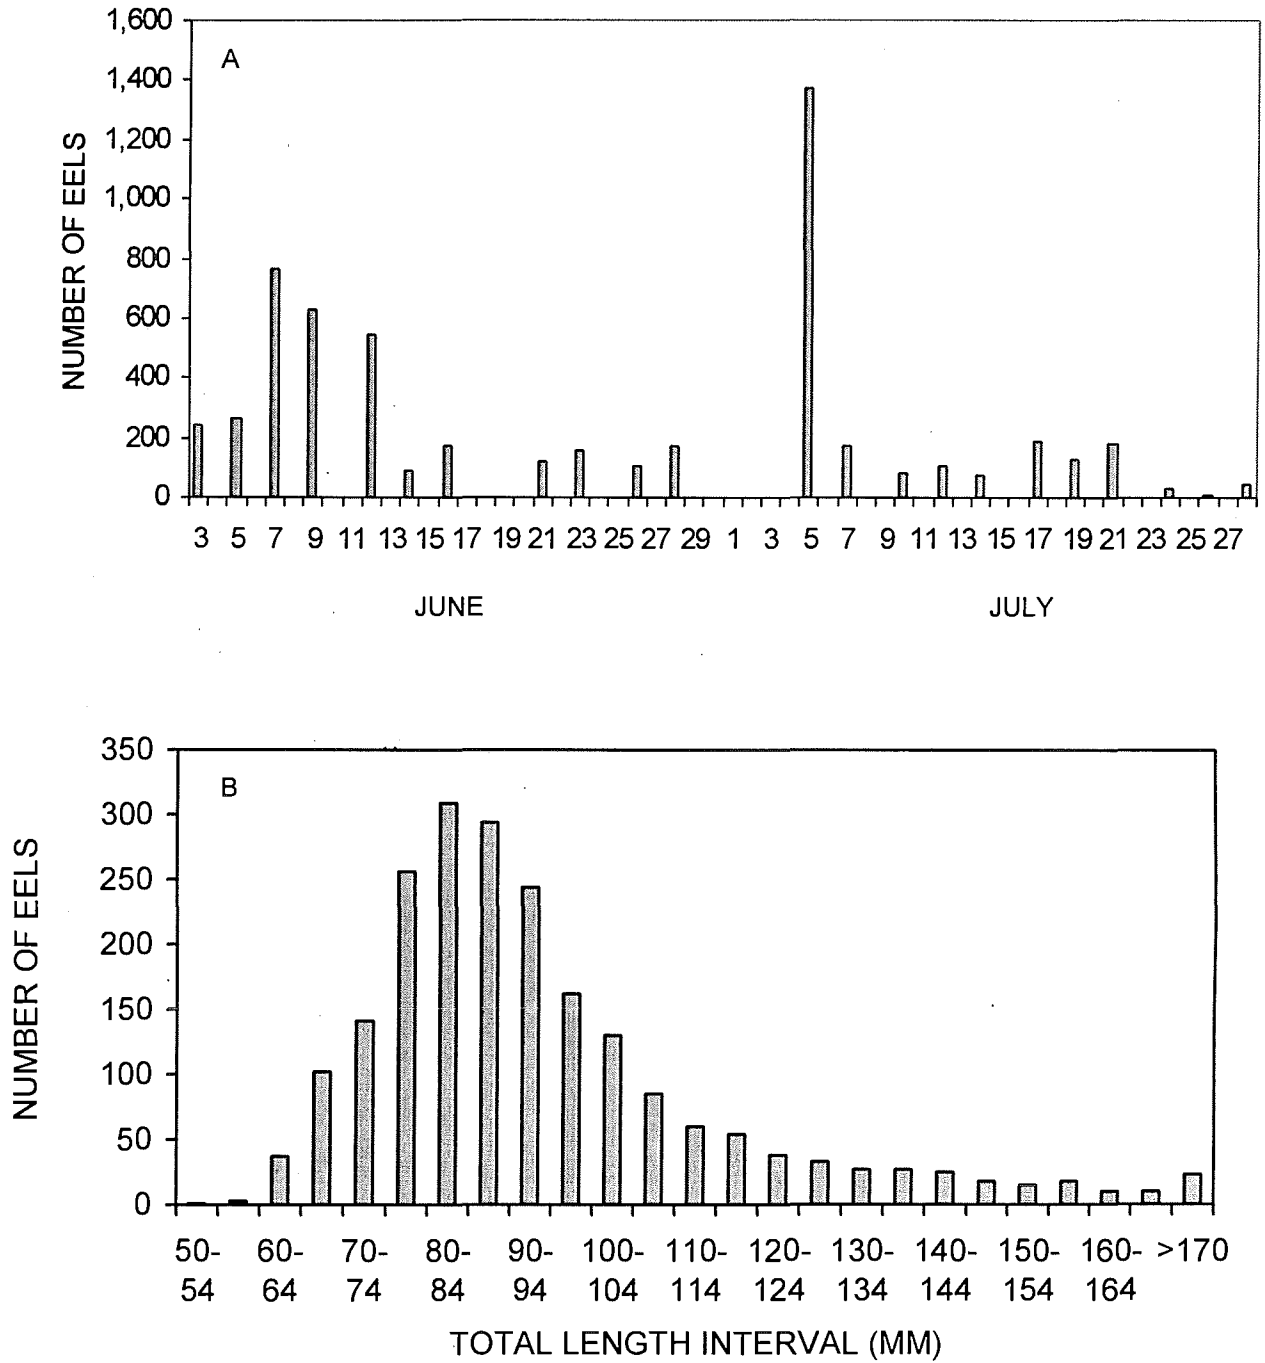 1,600
A
1,400
1,200
1,000
800
600
400
200
0
NUMBER OF EELS
3 5 7 9 11 13 15 17 19 21 23 25 27 29 1 3 5 7 9 11 13 15 17 19 21 23 25 27
JUNE JULY
350
B
300
250
200
150
100
50
0
NUMBER OF EELS
50- 60- 70- 80- 90- 100- 110- 120- 130- 140- 150- 160- >170
54 64 74 84 94 104 114 124 134 144 154 164
TOTAL LENGTH INTERVAL (MM)